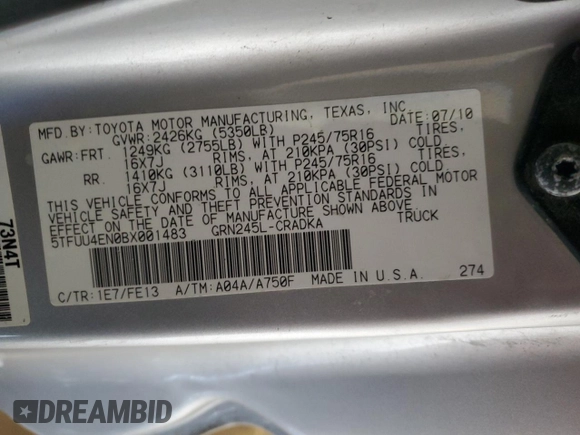 MFD.BY:TOYOTA MOTOR MANUFACTURING, TEXAS, INC.
GVWR:2426KG (5350LB) DATE:07/10
GAWR:FRT. 1249KG (2755LB) WITH P245/75R16 TIRES,
16X7J RIMS, AT 210KPA (30PSI) COLD
RR. 1410KG (3110LB) WITH P245/75R16 TIRES,
16X7J RIMS, AT 210KPA (30PSI) COLD
THIS VEHICLE CONFORMS TO ALL APPLICABLE FEDERAL MOTOR
VEHICLE SAFETY AND THEFT PREVENTION STANDARDS
IN EFFECT ON THE DATE OF MANUFACTURE SHOWN ABOVE.
5TFUU4EN0BX001483 GRN245L-CRADKA TRUCK
C/TR:1E7/FE13 A/TM:A04A/A750F MADE IN U.S.A. 274
73N4T
DREAMBID